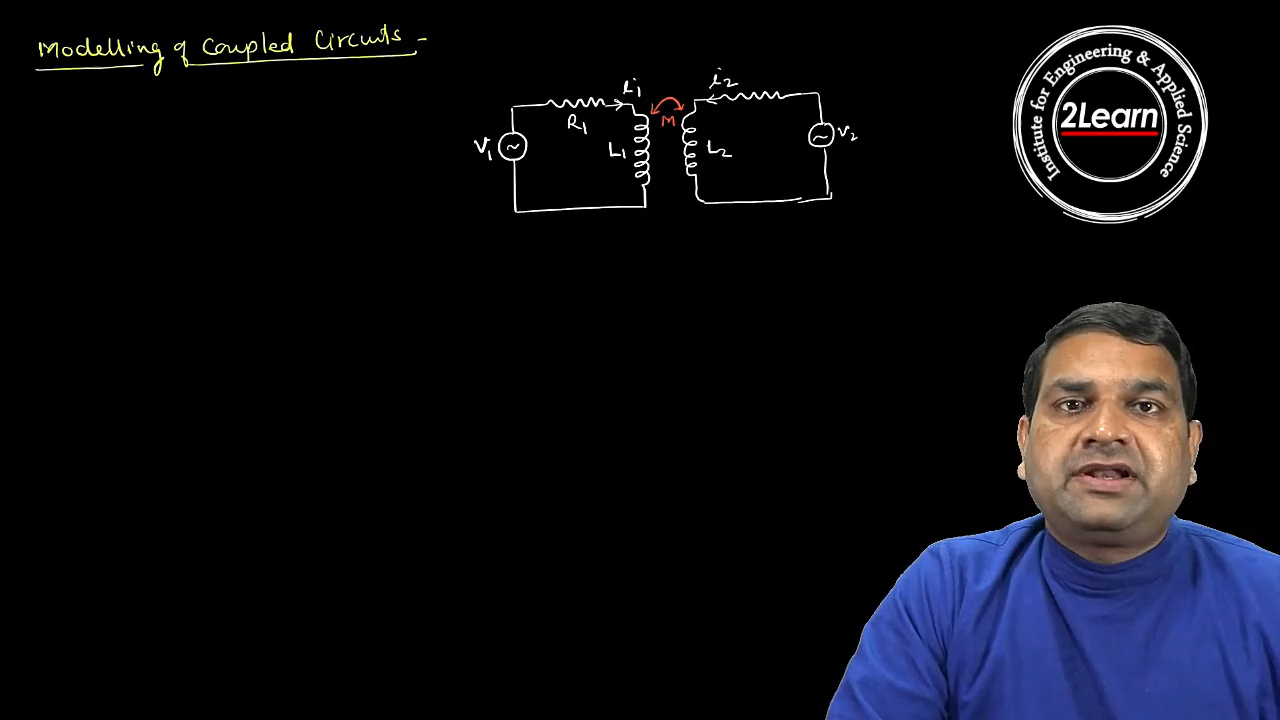 Modelling of Coupled Circuits -
i1
i2
M
R1
V1
L1
L2
V2
Institute for Engineering & Applied Science
2Learn